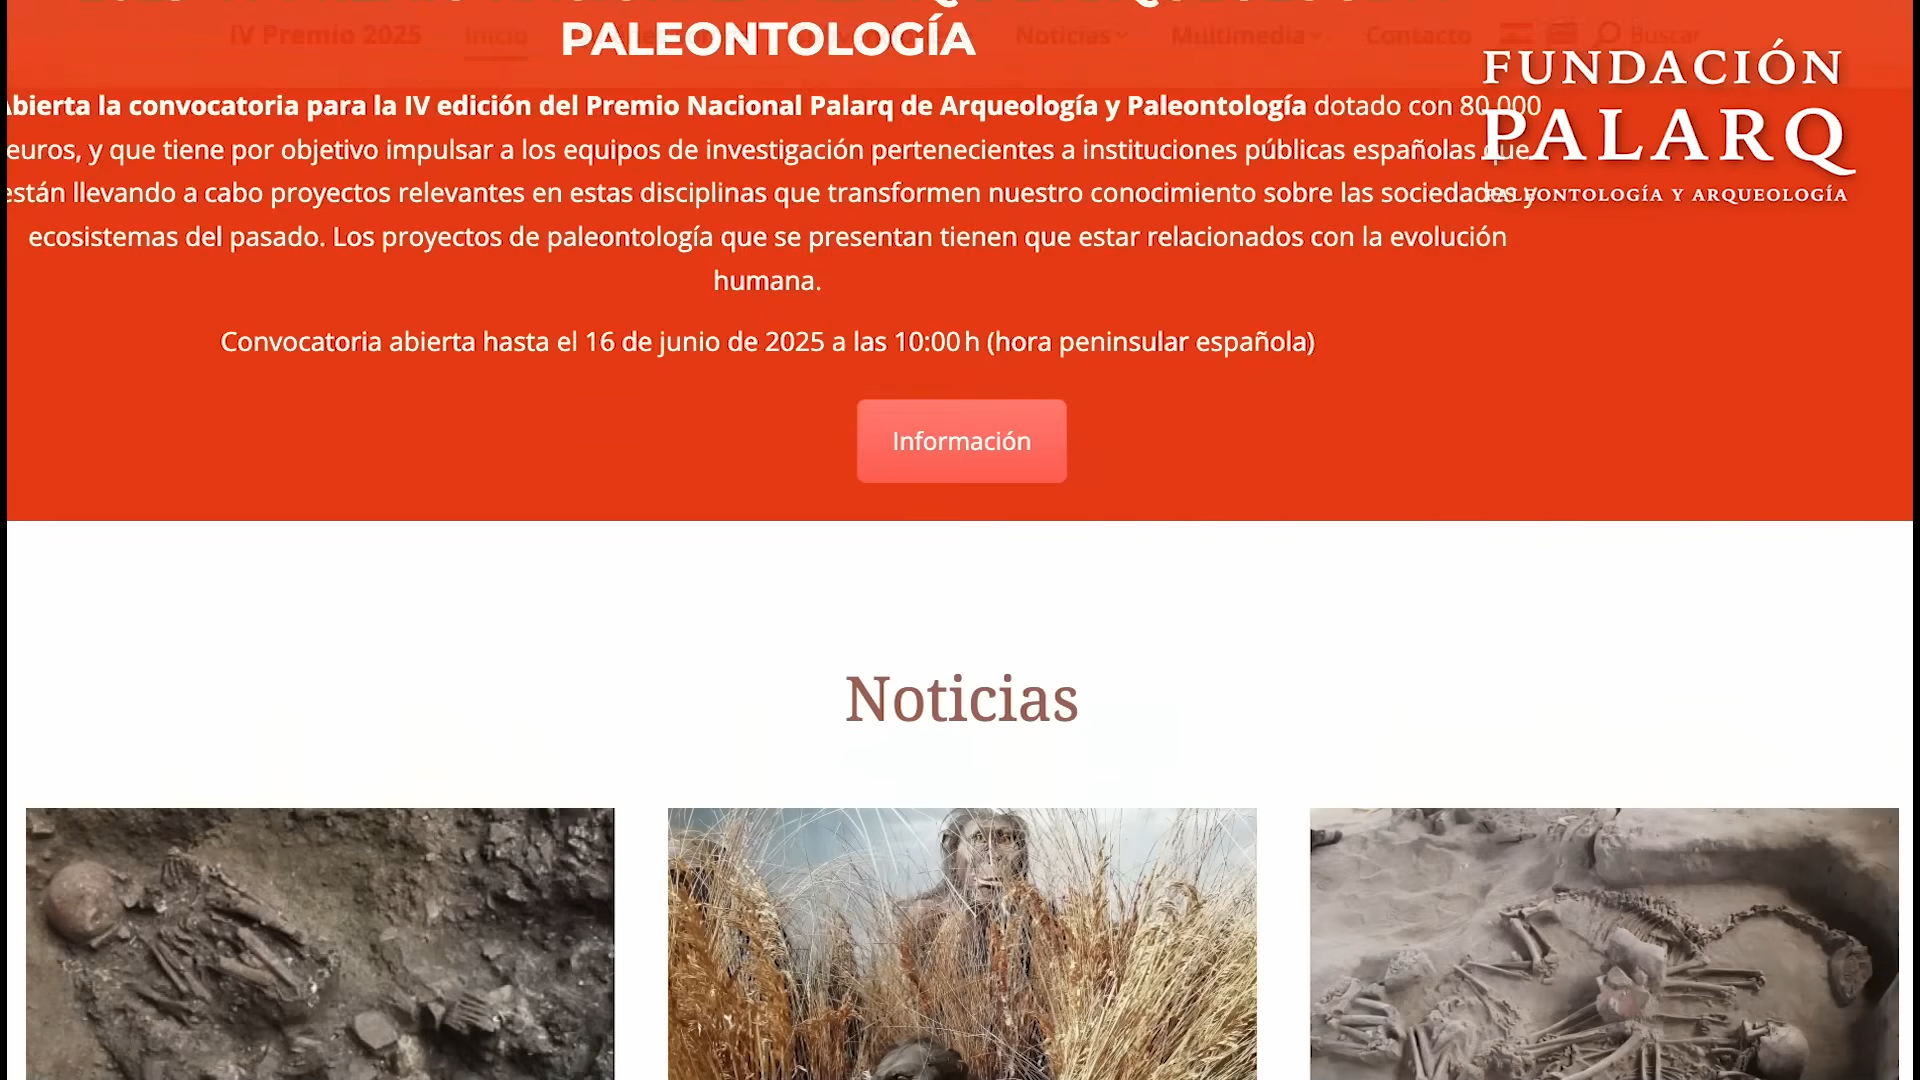 IV Premio 2025 Inicio Noticias Multimedia Contacto Buscar
PALEONTOLOGÍA
Abierta la convocatoria para la IV edición del Premio Nacional Palarq de Arqueología y Paleontología dotado con 80.000
euros, y que tiene por objetivo impulsar a los equipos de investigación pertenecientes a instituciones públicas españolas que
están llevando a cabo proyectos relevantes en estas disciplinas que transformen nuestro conocimiento sobre las sociedades y
ecosistemas del pasado. Los proyectos de paleontología que se presentan tienen que estar relacionados con la evolución
humana.
Convocatoria abierta hasta el 16 de junio de 2025 a las 10:00 h (hora peninsular española)
Información
FUNDACIÓN
PALARQ
PALEONTOLOGÍA Y ARQUEOLOGÍA
Noticias